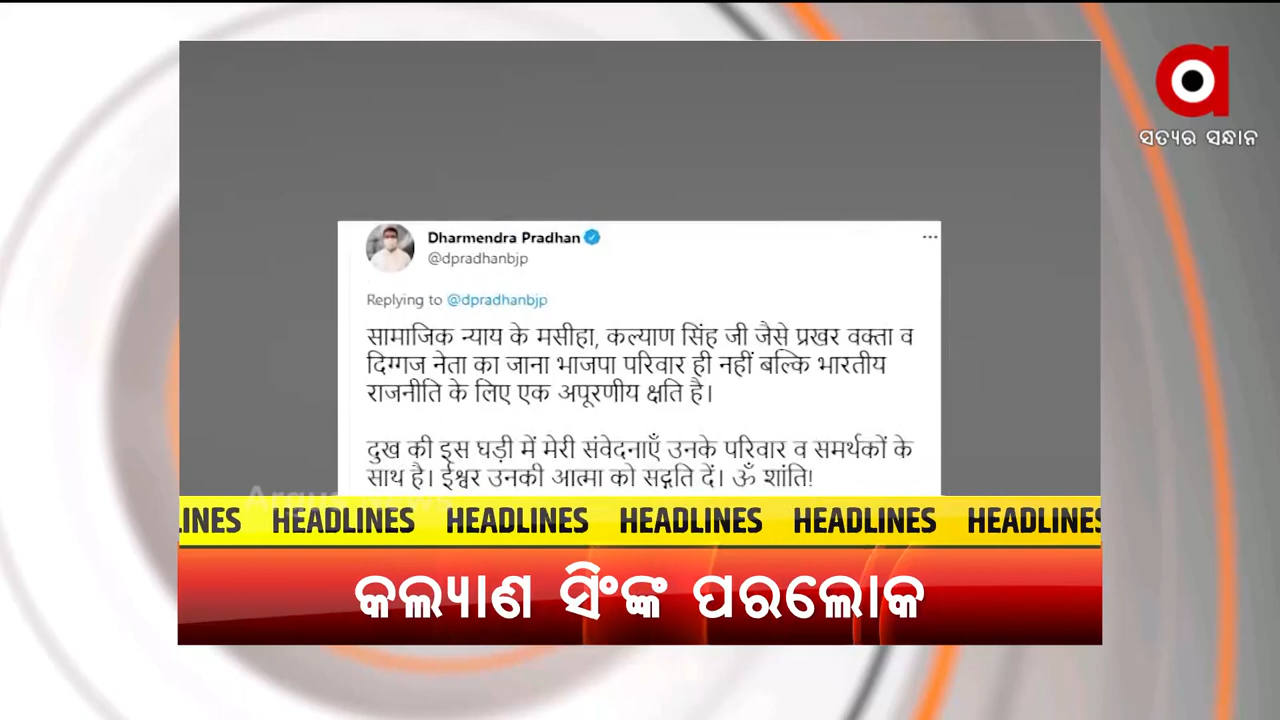 ସତ୍ୟର ସନ୍ଧାନ
Dharmendra Pradhan
@dpradhanbjp
Replying to @dpradhanbjp
सामाजिक न्याय के मसीहा, कल्याण सिंह जी जैसे प्रखर वक्ता व
दिग्गज नेता का जाना भाजपा परिवार ही नहीं बल्कि भारतीय
राजनीति के लिए एक अपूरणीय क्षति है।
दुख की इस घड़ी में मेरी संवेदनाएँ उनके परिवार व समर्थकों के
साथ है। ईश्वर उनकी आत्मा को सद्गति दें। ॐ शांति!
Argus News
LINES HEADLINES HEADLINES HEADLINES HEADLINES HEADLINES
କଲ୍ୟାଣ ସିଂଙ୍କ ପରଲୋକ